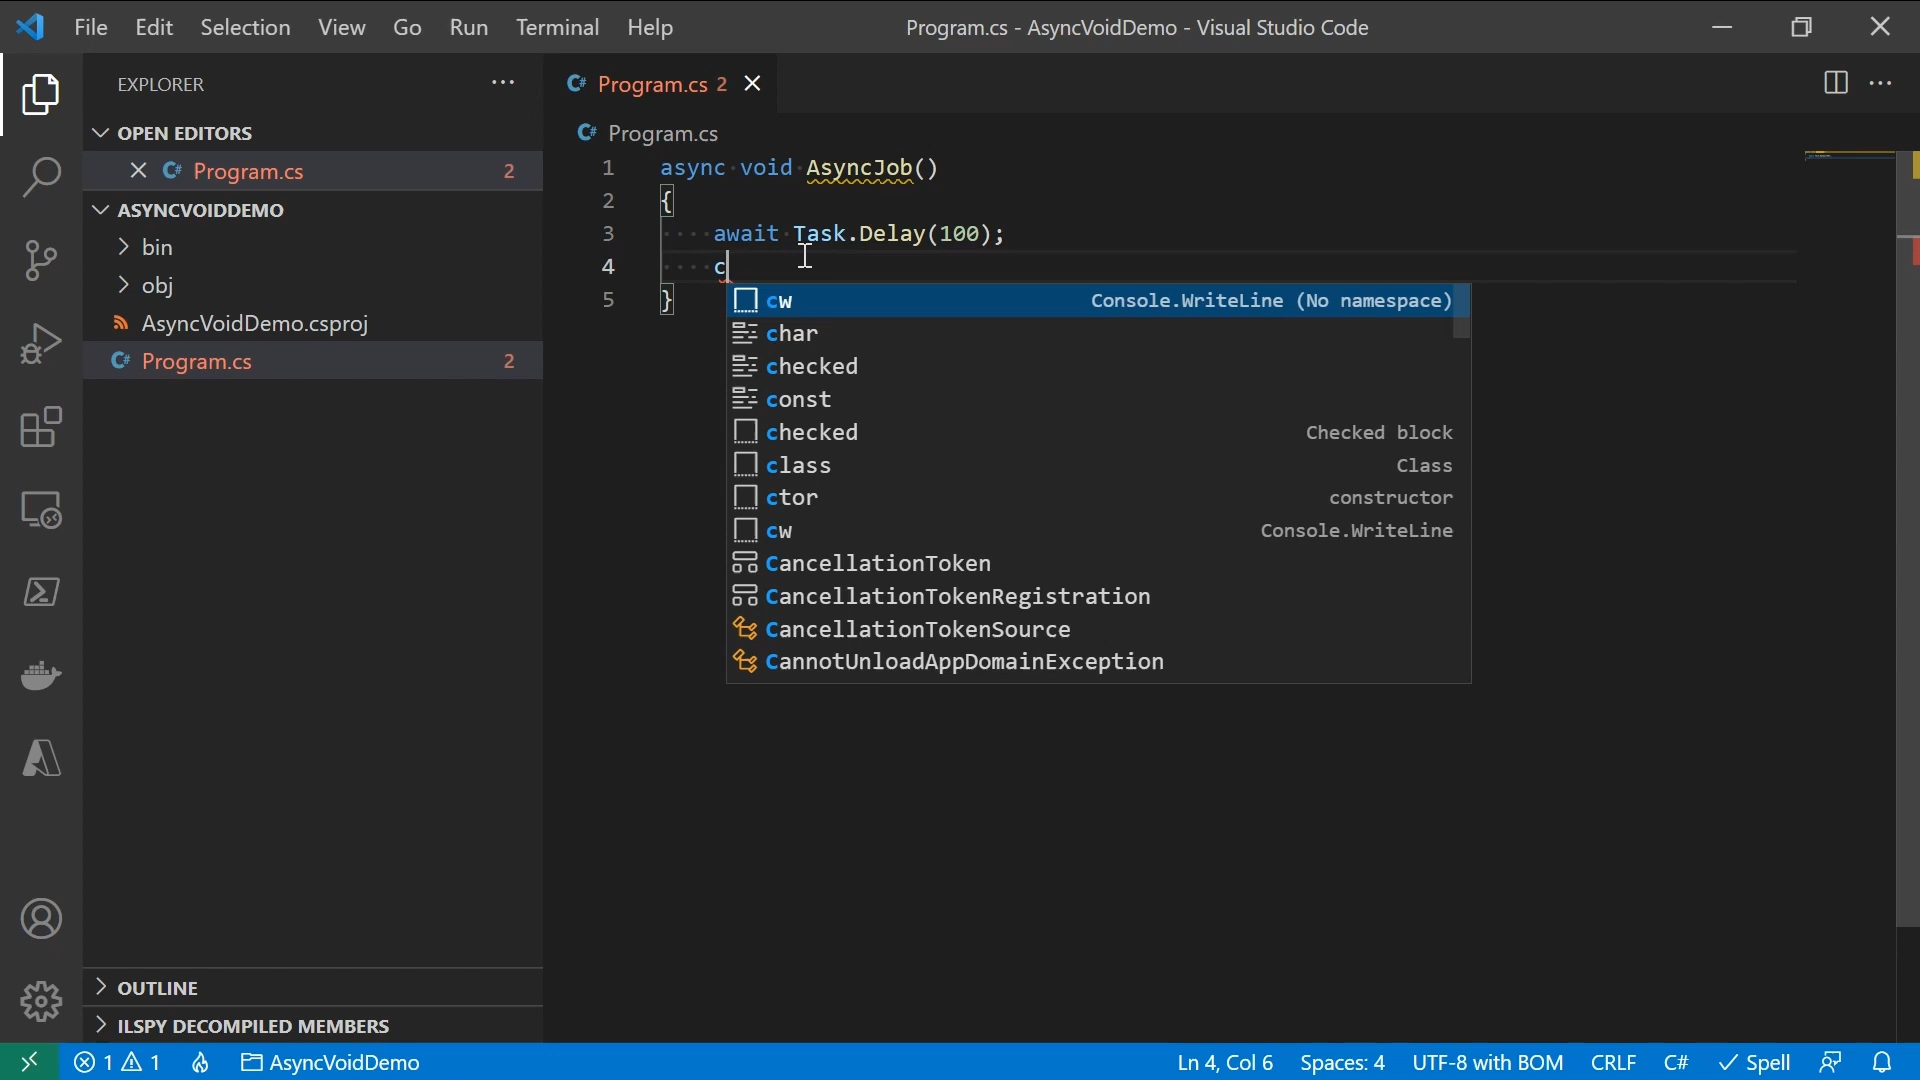 File Edit Selection View Go Run Terminal Help
Program.cs - AsyncVoidDemo - Visual Studio Code
EXPLORER
OPEN EDITORS
Program.cs 2
ASYNCVOIDDEMO
bin
obj
AsyncVoidDemo.csproj
Program.cs 2
OUTLINE
ILSPY DECOMPILED MEMBERS
Program.cs 2
Program.cs
1 async void AsyncJob()
2 {
3 await Task.Delay(100);
4 c
5 }
cw Console.WriteLine (No namespace)
char
checked
const
checked Checked block
class Class
ctor constructor
cw Console.WriteLine
CancellationToken
CancellationTokenRegistration
CancellationTokenSource
CannotUnloadAppDomainException
1 1 AsyncVoidDemo Ln 4, Col 6 Spaces: 4 UTF-8 with BOM CRLF C# Spell